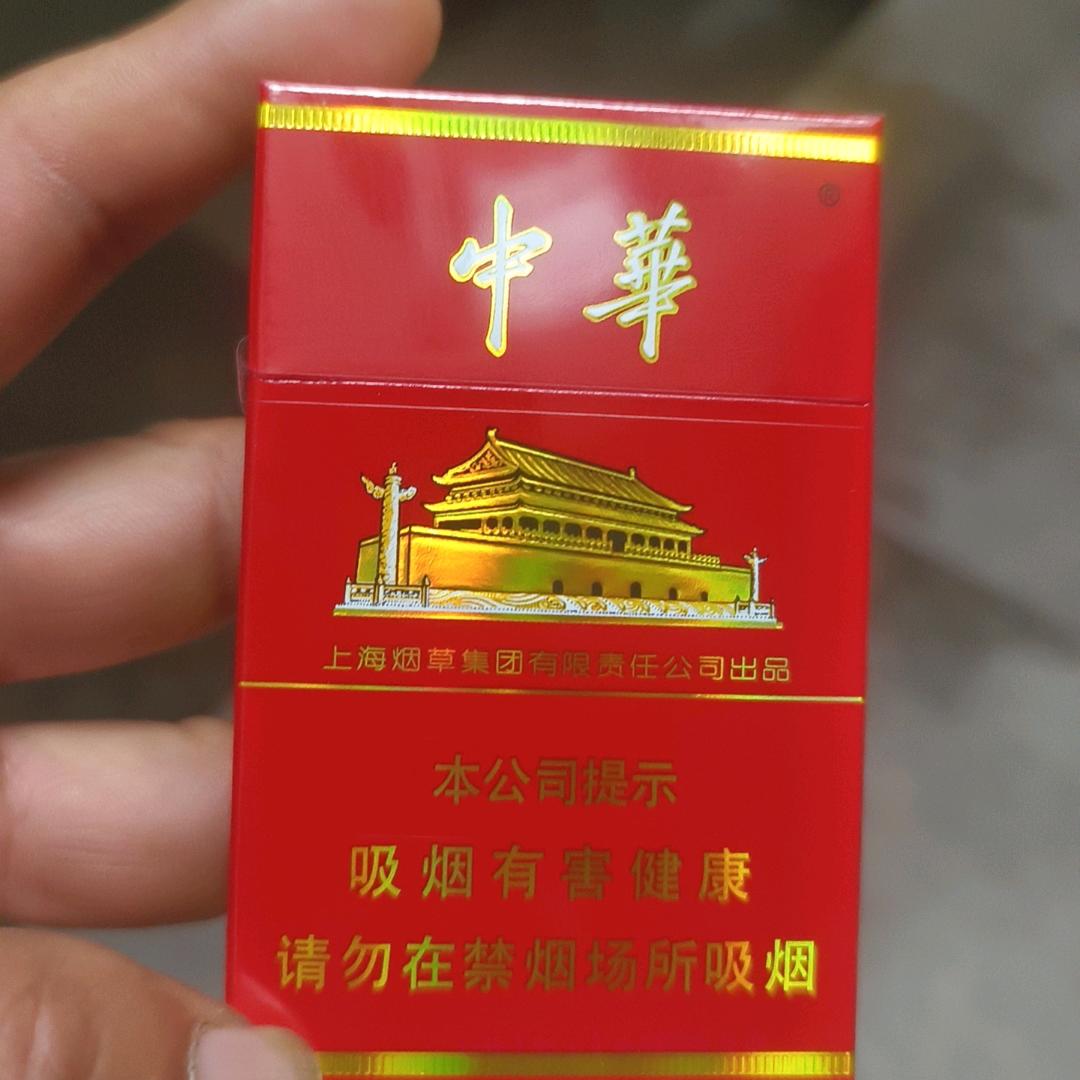 中華
®
上海烟草集团有限责任公司出品
本公司提示
吸烟有害健康
请勿在禁烟场所吸烟